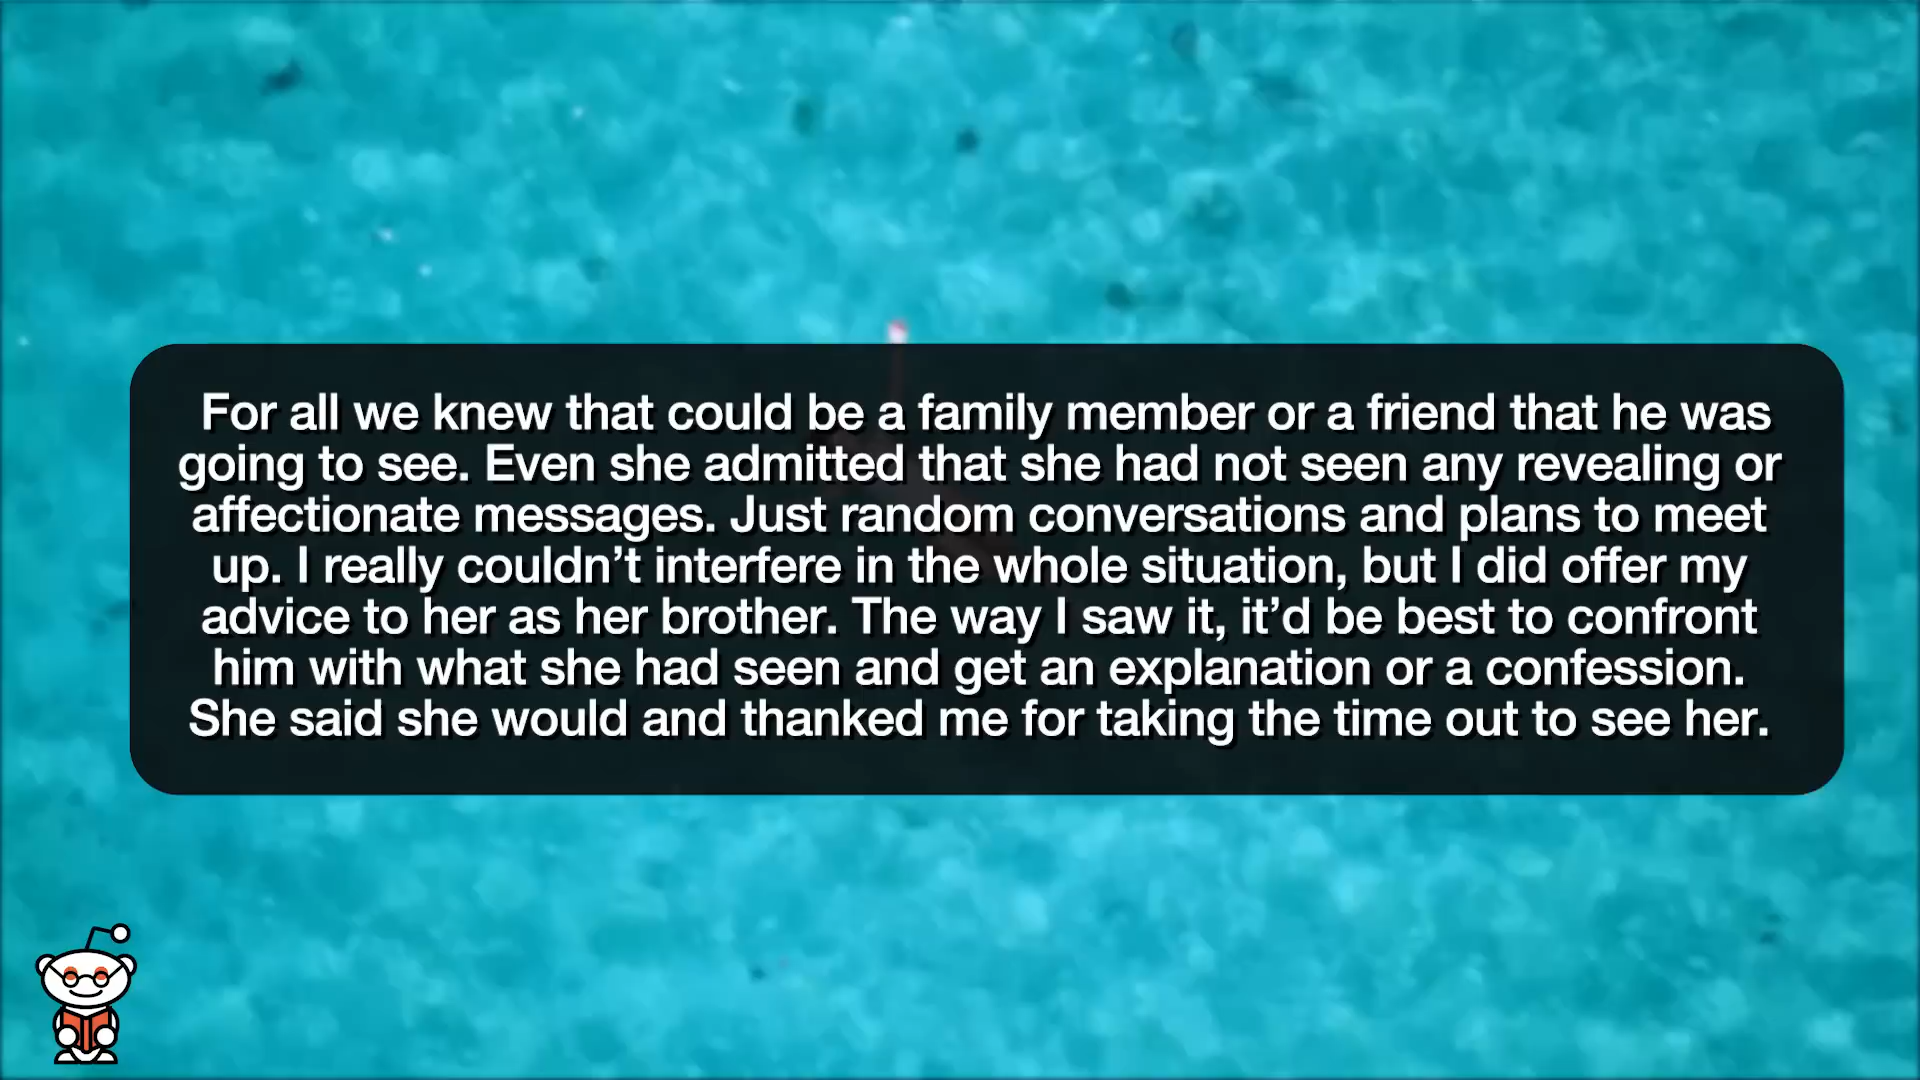 For all we knew that could be a family member or a friend that he was
going to see. Even she admitted that she had not seen any revealing or
affectionate messages. Just random conversations and plans to meet
up. I really couldn’t interfere in the whole situation, but I did offer my
advice to her as her brother. The way I saw it, it’d be best to confront
him with what she had seen and get an explanation or a confession.
She said she would and thanked me for taking the time out to see her.